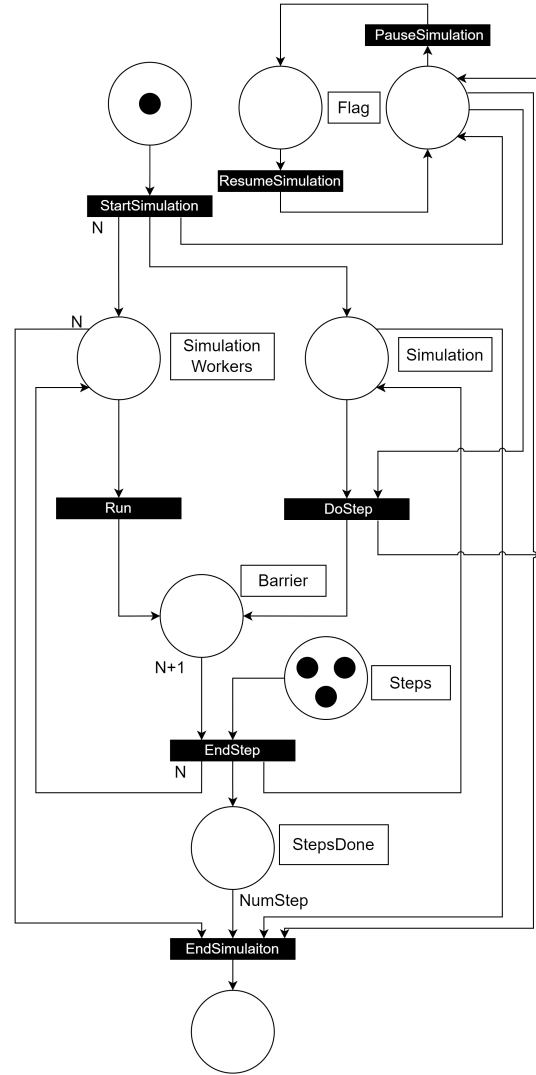 PauseSimulation
Flag
ResumeSimulation
StartSimulation
N
N
Simulation
Workers
Simulation
Run
DoStep
Barrier
N+1
Steps
EndStep
N
StepsDone
NumStep
EndSimulaiton